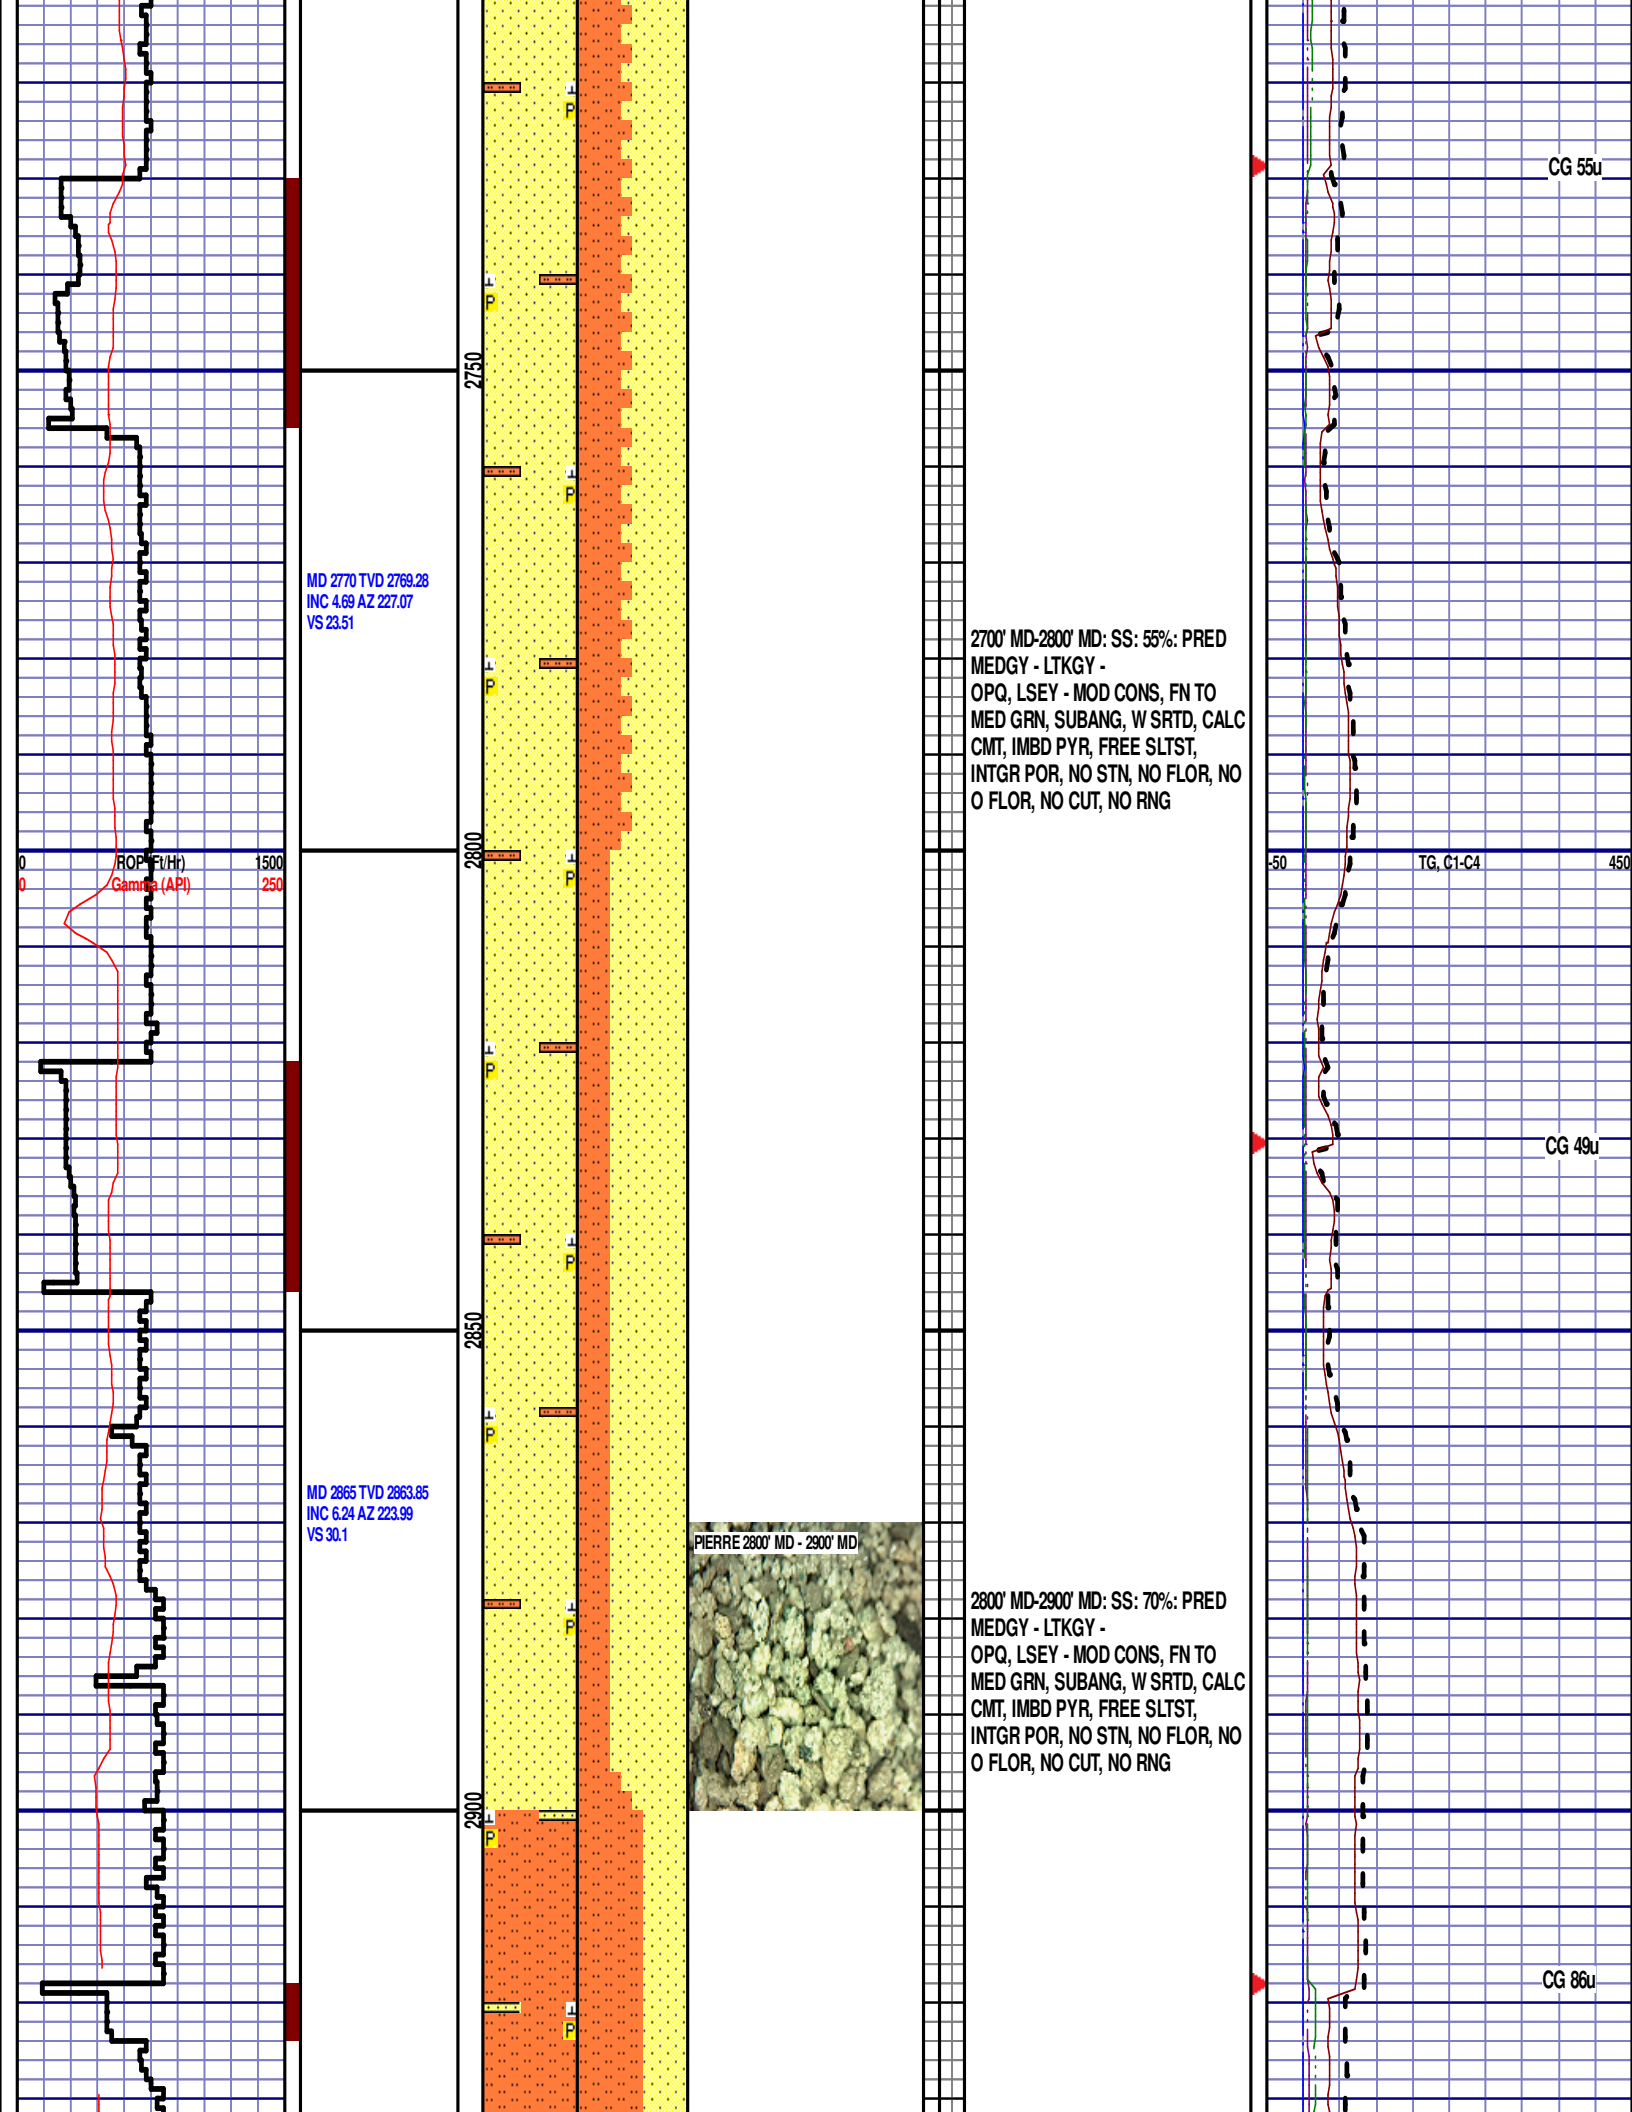 CG 55u
P
P
2750
P
MD 2770 TVD 2769.28
INC 4.69 AZ 227.07
VS 23.51
2700' MD-2800' MD: SS: 55%: PRED
MEDGY - LTKGY -
OPQ, LSEY - MOD CONS, FN TO
MED GRN, SUBANG, W SRTD, CALC
CMT, IMBD PYR, FREE SLTST,
INTGR POR, NO STN, NO FLOR, NO
O FLOR, NO CUT, NO RNG
P
2800
0 ROP (Ft/Hr) 1500
0 Gamma (API) 250
P
-50 TG, C1-C4 450
P
CG 49u
P
2850
P
MD 2865 TVD 2863.85
INC 6.24 AZ 223.99
VS 30.1
PIERRE 2800' MD - 2900' MD
2800' MD-2900' MD: SS: 70%: PRED
MEDGY - LTKGY -
OPQ, LSEY - MOD CONS, FN TO
MED GRN, SUBANG, W SRTD, CALC
CMT, IMBD PYR, FREE SLTST,
INTGR POR, NO STN, NO FLOR, NO
O FLOR, NO CUT, NO RNG
P
2900
P
CG 86u
P